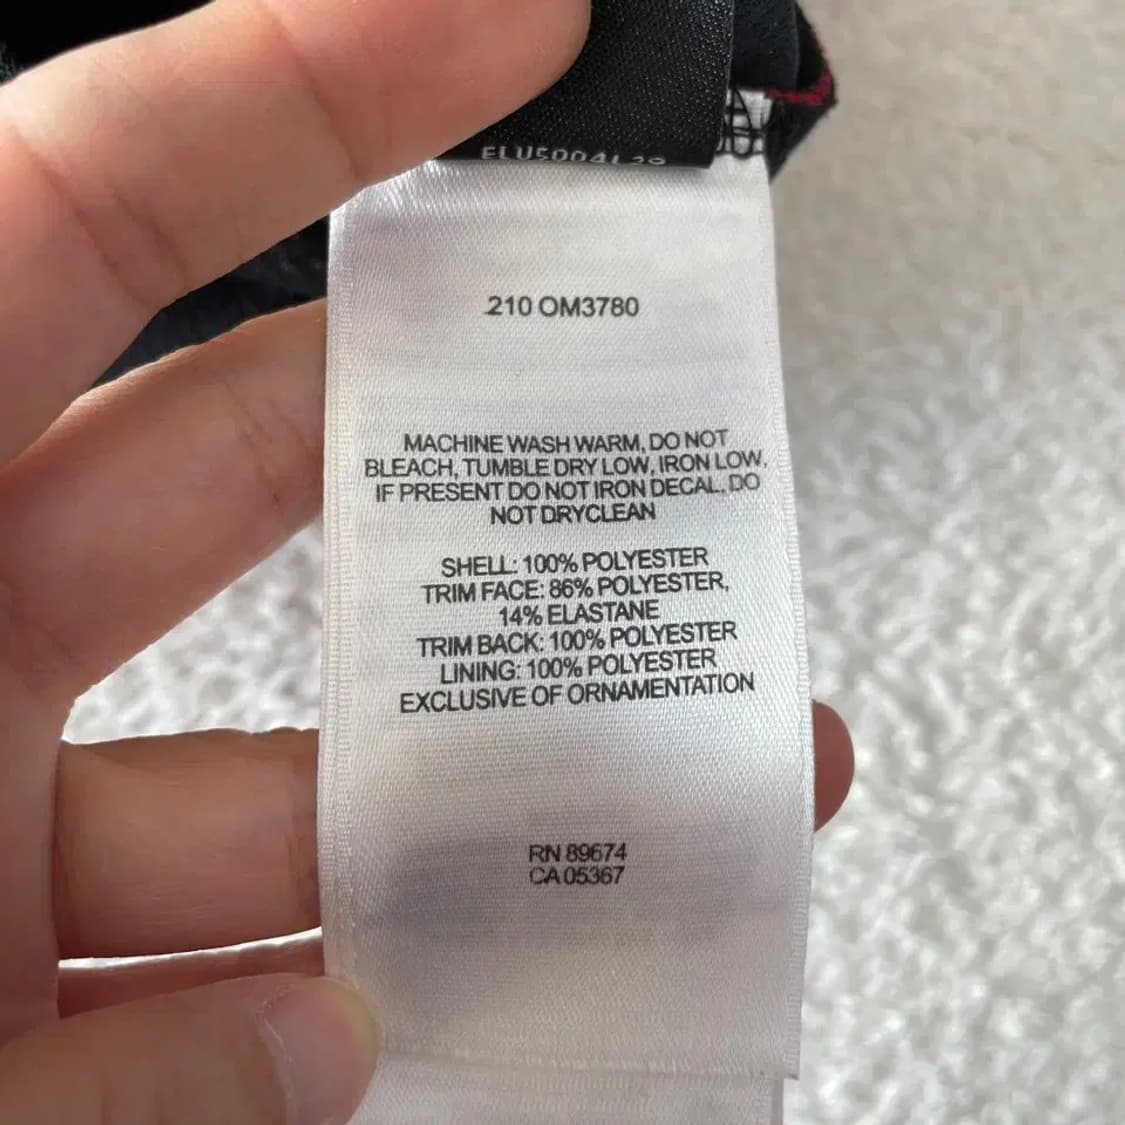 210 OM3780
MACHINE WASH WARM, DO NOT
BLEACH, TUMBLE DRY LOW, IRON LOW,
IF PRESENT DO NOT IRON DECAL, DO
NOT DRYCLEAN
SHELL: 100% POLYESTER
TRIM FACE: 86% POLYESTER,
14% ELASTANE
TRIM BACK: 100% POLYESTER
LINING: 100% POLYESTER
EXCLUSIVE OF ORNAMENTATION
RN 89674
CA 05367